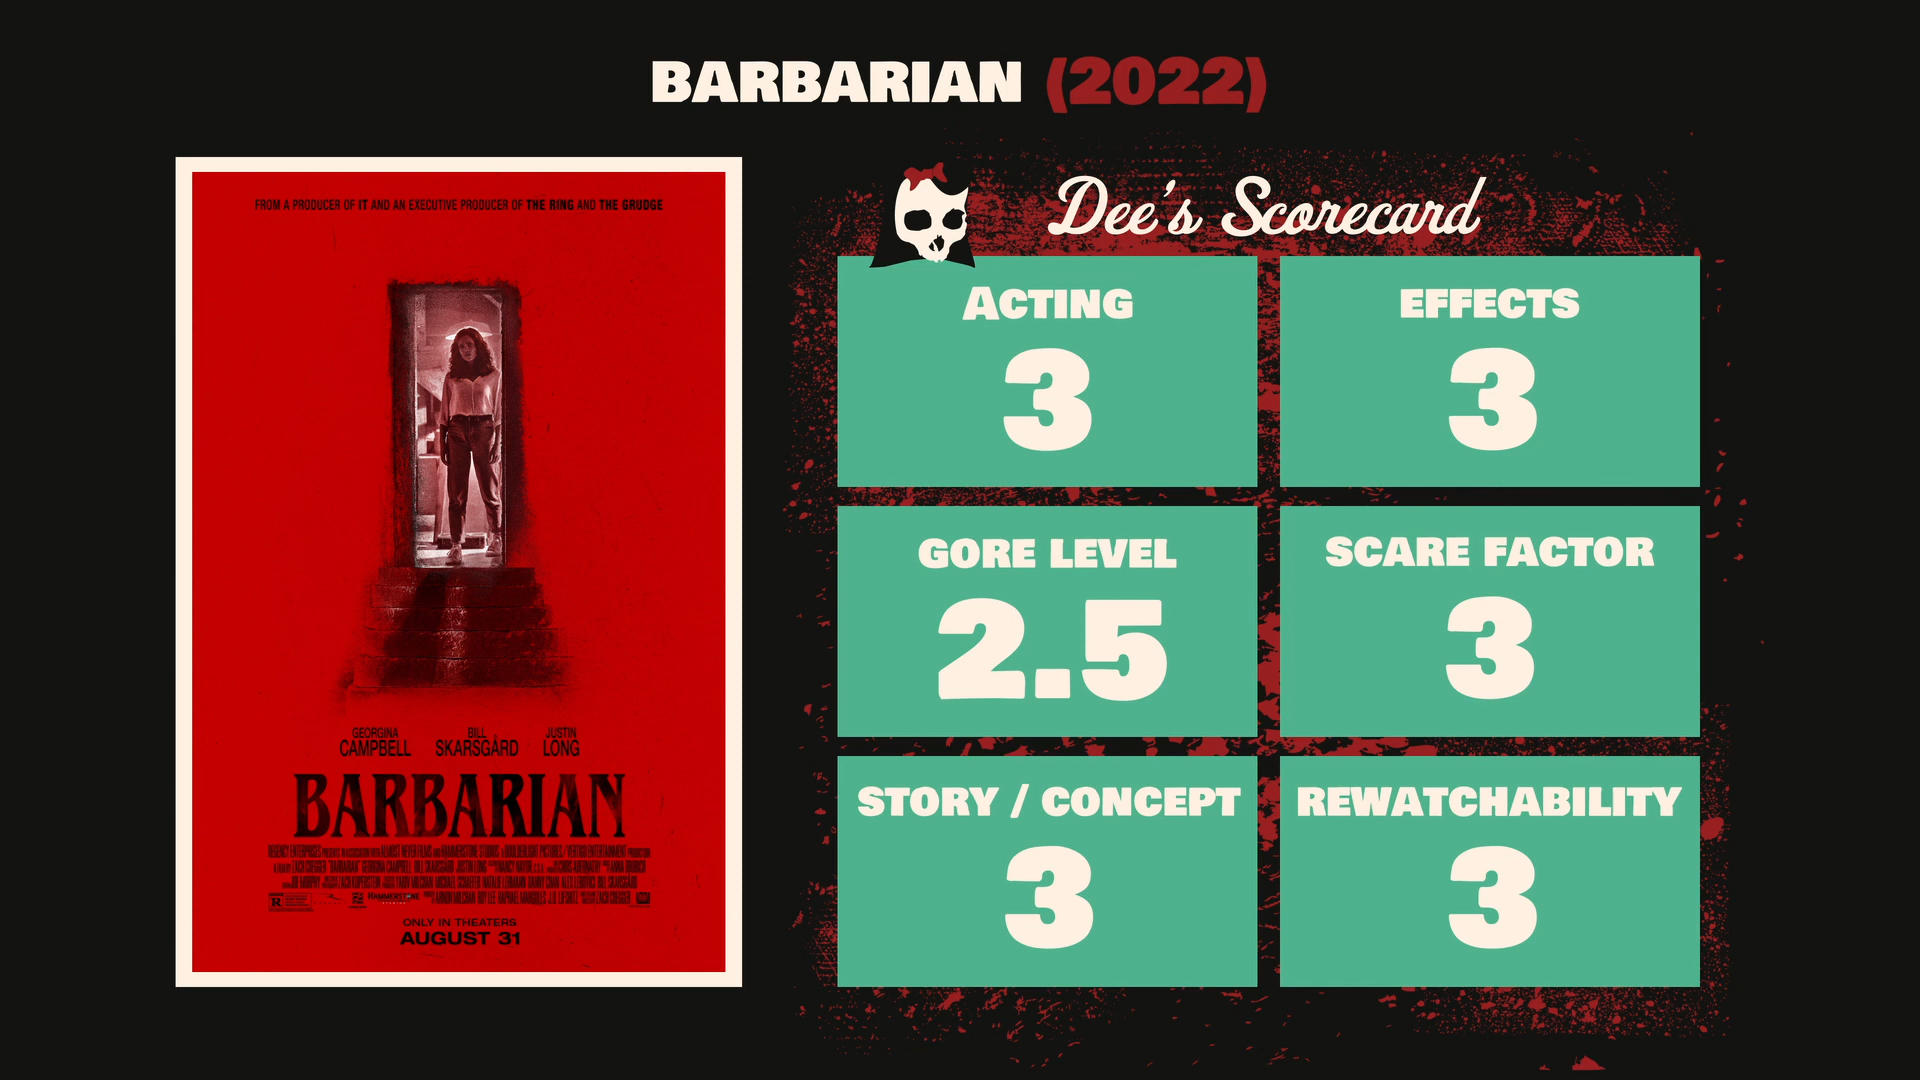 BARBARIAN (2022)
FROM A PRODUCER OF IT AND AN EXECUTIVE PRODUCER OF THE RING AND THE GRUDGE
GEORGINA CAMPBELL BILL SKARSGÅRD JUSTIN LONG
BARBARIAN
R HAMMERSTONE
ONLY IN THEATERS
AUGUST 31
Dee's Scorecard
ACTING
3
EFFECTS
3
GORE LEVEL
2.5
SCARE FACTOR
3
STORY / CONCEPT
3
REWATCHABILITY
3